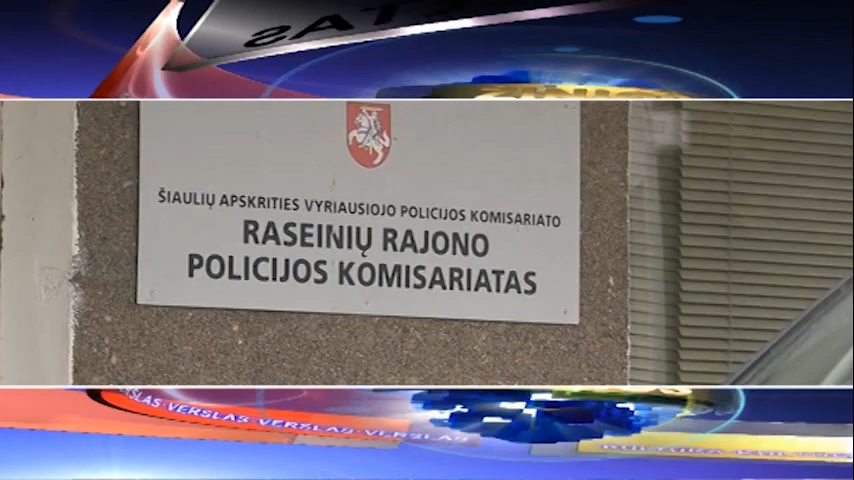 ŠIAULIŲ APSKRITIES VYRIAUSIOJO POLICIJOS KOMISARIATO
RASEINIŲ RAJONO
POLICIJOS KOMISARIATAS
VERSLAS·VERSLAS·VERSLAS